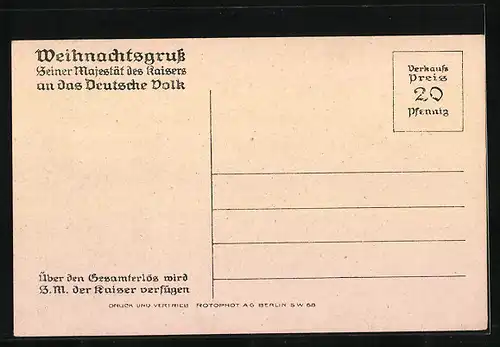 Weihnachtsgruß
Seiner Majestät des Kaisers
an das Deutsche Volk
Verkaufs
Preis
20
Pfennig
Über den Gesamterlös wird
S.M. der Kaiser verfügen
DRUCK UND VERTRIEB ROTOPHOT A G BERLIN S W 68